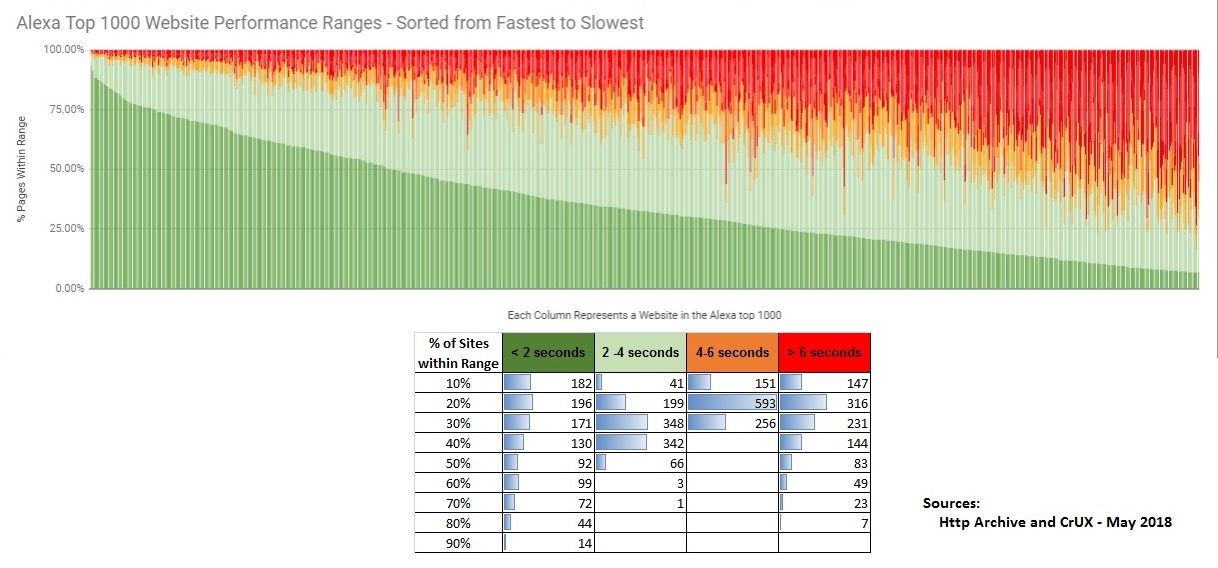 Alexa Top 1000 Website Performance Ranges - Sorted from Fastest to Slowest
100.00%
75.00%
50.00%
25.00%
0.00%
% Pages Within Range
Each Column Represents a Website in the Alexa top 1000
% of Sites within Range < 2 seconds 2 -4 seconds 4-6 seconds > 6 seconds
10% 182 41 151 147
20% 196 199 593 316
30% 171 348 256 231
40% 130 342 144
50% 92 66 83
60% 99 3 49
70% 72 1 23
80% 44 7
90% 14
Sources:
Http Archive and CrUX - May 2018